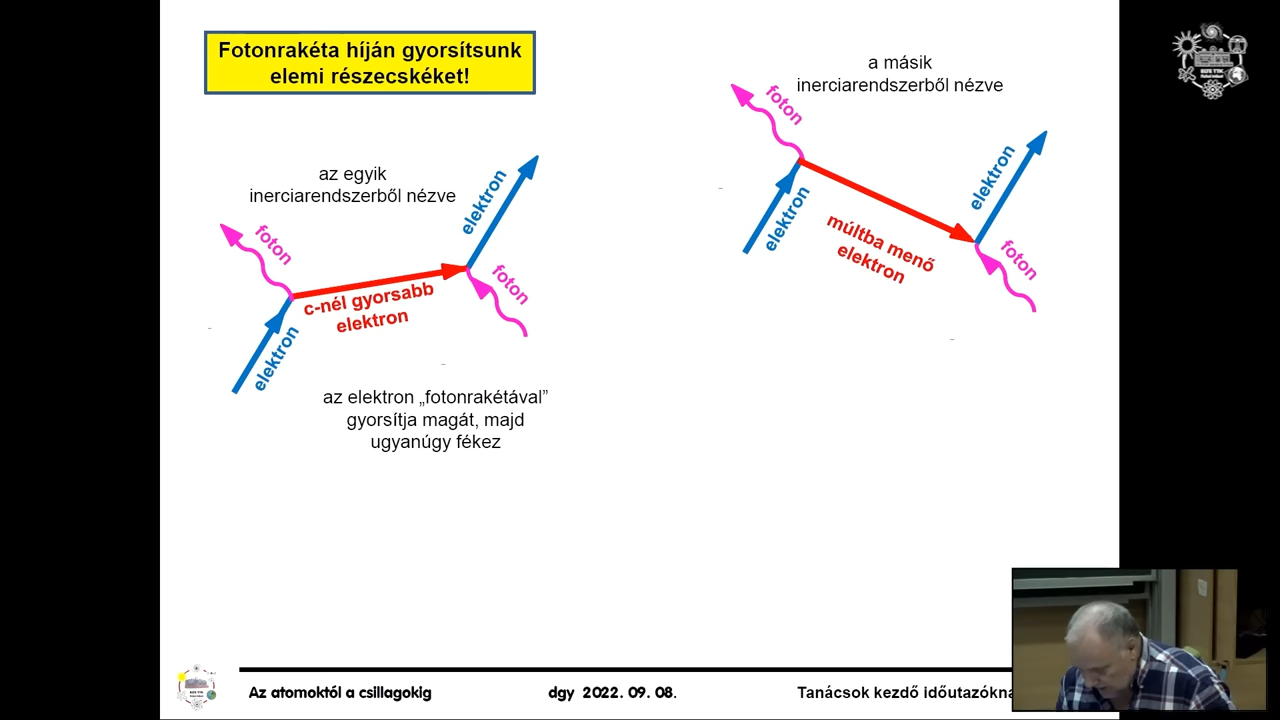 Fotonrakéta híján gyorsítsunk
elemi részecskéket!
az egyik
inerciarendszerből nézve
foton
elektron
c-nél gyorsabb
elektron
elektron
foton
az elektron „fotonrakétával”
gyorsítja magát, majd
ugyanúgy fékez
a másik
inerciarendszerből nézve
foton
elektron
múltba menő
elektron
elektron
foton
Az atomoktól a csillagokig
dgy 2022. 09. 08.
Tanácsok kezdő